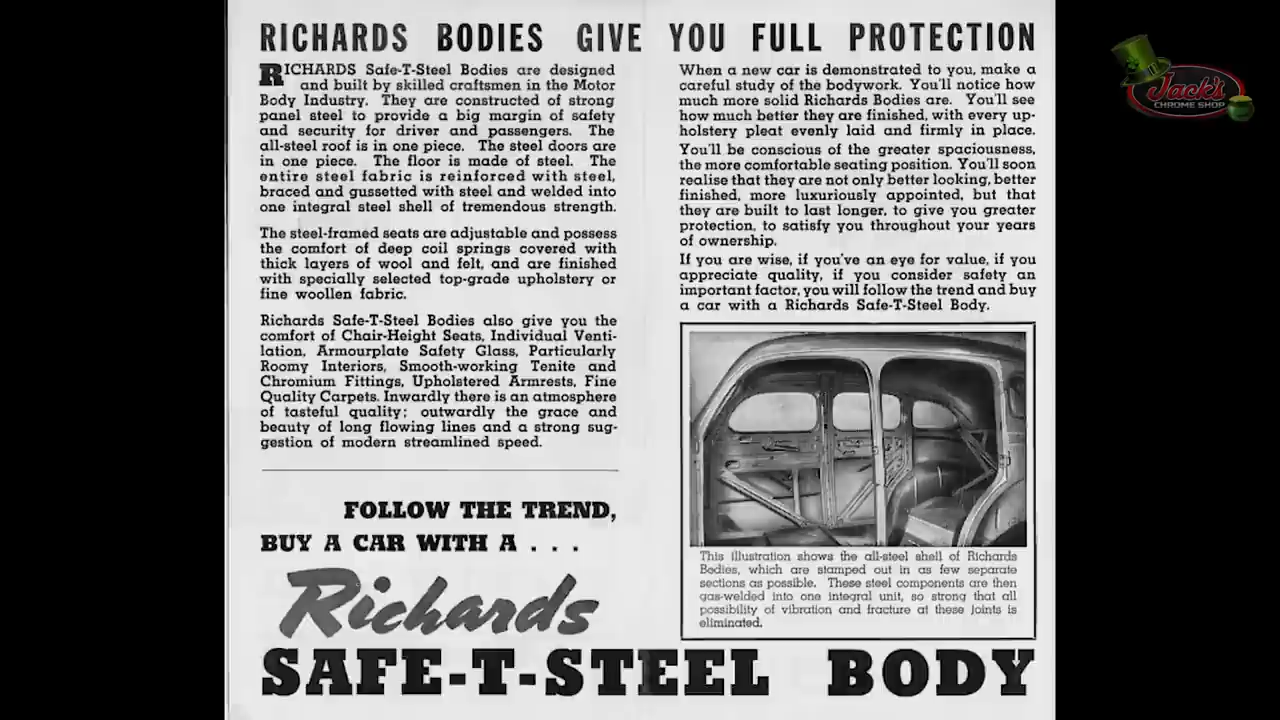 RICHARDS BODIES GIVE YOU FULL PROTECTION
RICHARDS Safe-T-Steel Bodies are designed
and built by skilled craftsmen in the Motor
Body Industry. They are constructed of strong
panel steel to provide a big margin of safety
and security for driver and passengers. The
all-steel roof is in one piece. The steel doors are
in one piece. The floor is made of steel. The
entire steel fabric is reinforced with steel,
braced and gussetted with steel and welded into
one integral steel shell of tremendous strength.
The steel-framed seats are adjustable and possess
the comfort of deep coil springs covered with
thick layers of wool and felt, and are finished
with specially selected top-grade upholstery or
fine woollen fabric.
Richards Safe-T-Steel Bodies also give you the
comfort of Chair-Height Seats, Individual Venti-
lation, Armourplate Safety Glass, Particularly
Roomy Interiors, Smooth-working Tenite and
Chromium Fittings, Upholstered Armrests, Fine
Quality Carpets. Inwardly there is an atmosphere
of tasteful quality; outwardly the grace and
beauty of long flowing lines and a strong sug-
gestion of modern streamlined speed.
When a new car is demonstrated to you, make a
careful study of the bodywork. You'll notice how
much more solid Richards Bodies are. You'll see
how much better they are finished, with every up-
holstery pleat evenly laid and firmly in place.
You'll be conscious of the greater spaciousness,
the more comfortable seating position. You'll soon
realise that they are not only better looking, better
finished, more luxuriously appointed, but that
they are built to last longer, to give you greater
protection, to satisfy you throughout your years
of ownership.
If you are wise, if you've an eye for value, if you
appreciate quality, if you consider safety an
important factor, you will follow the trend and buy
a car with a Richards Safe-T-Steel Body.
This illustration shows the all-steel shell of Richards
Bodies, which are stamped out in as few separate
sections as possible. These steel components are then
gas-welded into one integral unit, so strong that all
possibility of vibration and fracture at these joints is
eliminated.
FOLLOW THE TREND,
BUY A CAR WITH A . . .
Richards
SAFE-T-STEEL BODY
Jack's
CHROME SHOP